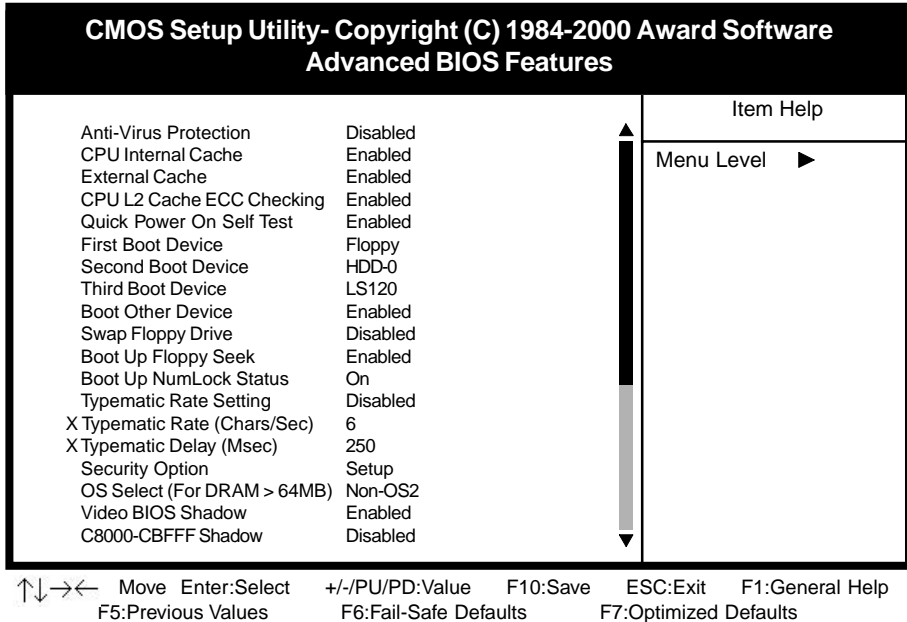 CMOS Setup Utility- Copyright (C) 1984-2000 Award Software
Advanced BIOS Features
Item Help
Menu Level
Anti-Virus Protection Disabled
CPU Internal Cache Enabled
External Cache Enabled
CPU L2 Cache ECC Checking Enabled
Quick Power On Self Test Enabled
First Boot Device Floppy
Second Boot Device HDD-0
Third Boot Device LS120
Boot Other Device Enabled
Swap Floppy Drive Disabled
Boot Up Floppy Seek Enabled
Boot Up NumLock Status On
Typematic Rate Setting Disabled
X Typematic Rate (Chars/Sec) 6
X Typematic Delay (Msec) 250
Security Option Setup
OS Select (For DRAM > 64MB) Non-OS2
Video BIOS Shadow Enabled
C8000-CBFFF Shadow Disabled
↑↓→← Move Enter:Select +/-/PU/PD:Value F10:Save ESC:Exit F1:General Help
F5:Previous Values F6:Fail-Safe Defaults F7:Optimized Defaults